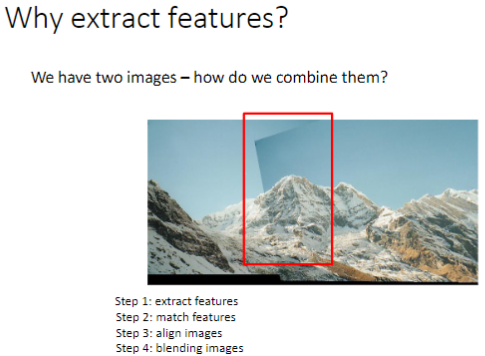 Why extract features?
We have two images – how do we combine them?
Step 1: extract features
Step 2: match features
Step 3: align images
Step 4: blending images